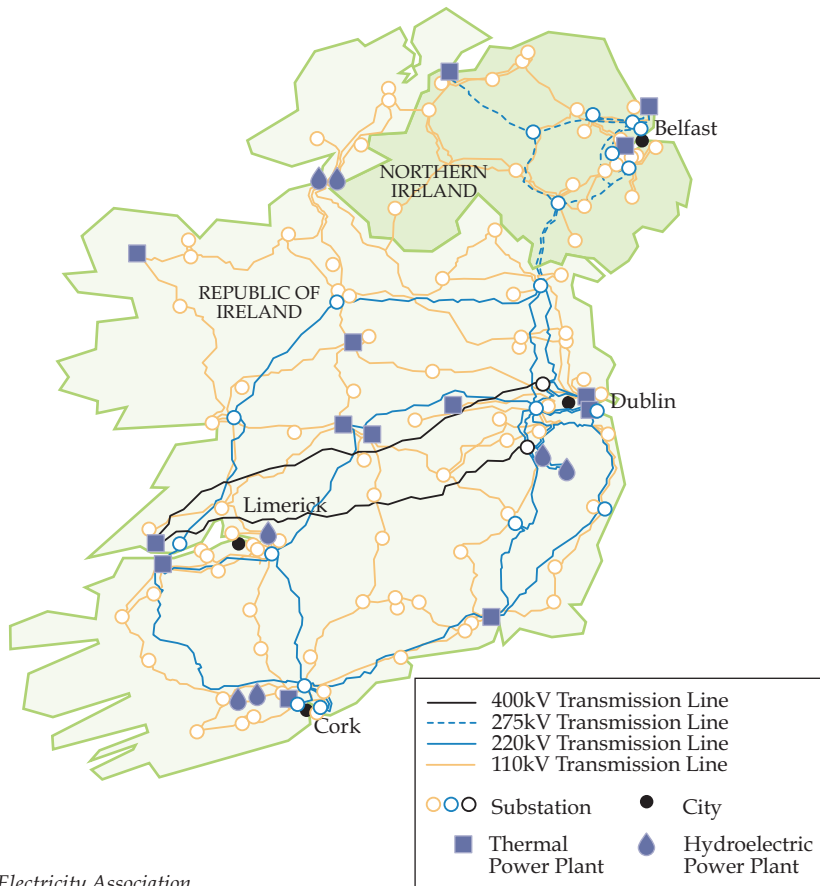 Belfast
NORTHERN
IRELAND
REPUBLIC OF
IRELAND
Dublin
Limerick
Cork
400kV Transmission Line
275kV Transmission Line
220kV Transmission Line
110kV Transmission Line
Substation
City
Thermal
Power Plant
Hydroelectric
Power Plant
Electricity Association